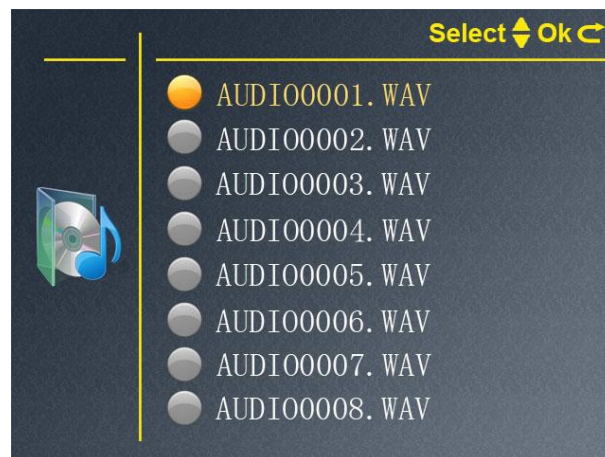 Select Ok
AUDIO0001.WAV
AUDIO0002.WAV
AUDIO0003.WAV
AUDIO0004.WAV
AUDIO0005.WAV
AUDIO0006.WAV
AUDIO0007.WAV
AUDIO0008.WAV